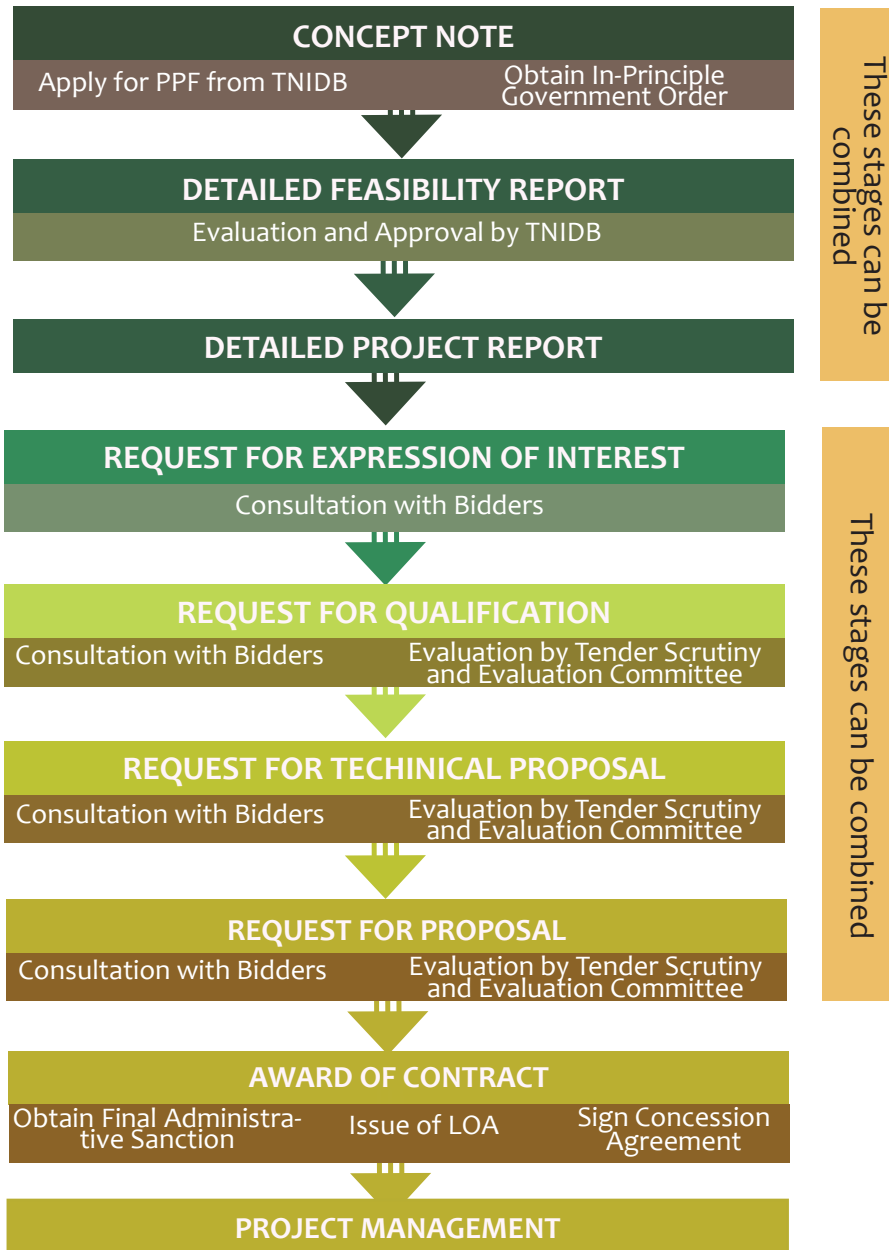 CONCEPT NOTE
Apply for PPF from TNIDB
Obtain In-Principle
Government Order
These stages can be
combined
DETAILED FEASIBILITY REPORT
Evaluation and Approval by TNIDB
DETAILED PROJECT REPORT
REQUEST FOR EXPRESSION OF INTEREST
Consultation with Bidders
These stages can be combined
REQUEST FOR QUALIFICATION
Consultation with Bidders
Evaluation by Tender Scrutiny
and Evaluation Committee
REQUEST FOR TECHINICAL PROPOSAL
Consultation with Bidders
Evaluation by Tender Scrutiny
and Evaluation Committee
REQUEST FOR PROPOSAL
Consultation with Bidders
Evaluation by Tender Scrutiny
and Evaluation Committee
AWARD OF CONTRACT
Obtain Final Administra-
tive Sanction
Issue of LOA
Sign Concession
Agreement
PROJECT MANAGEMENT